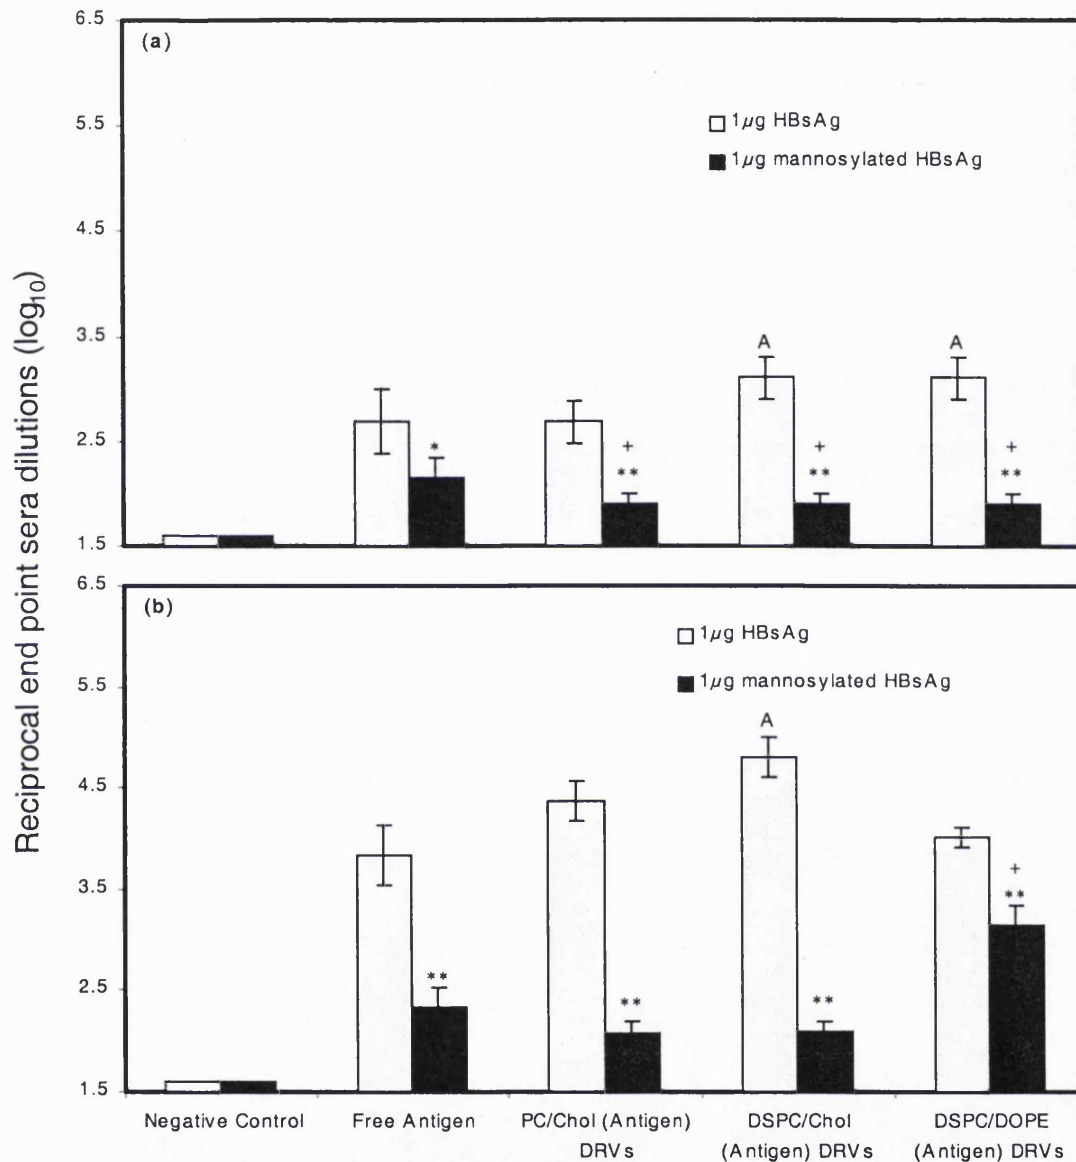 Reciprocal end point sera dilutions (log10)
(a)
6.5
5.5
4.5
3.5
2.5
1.5
1µg HBsAg
1µg mannosylated HBsAg
A
A
*
+
**
+
**
+
**
(b)
6.5
5.5
4.5
3.5
2.5
1.5
1µg HBsAg
1µg mannosylated HBsAg
A
+
**
**
**
**
Negative Control
Free Antigen
PC/Chol (Antigen)
DRVs
DSPC/Chol
(Antigen) DRVs
DSPC/DOPE
(Antigen) DRVs